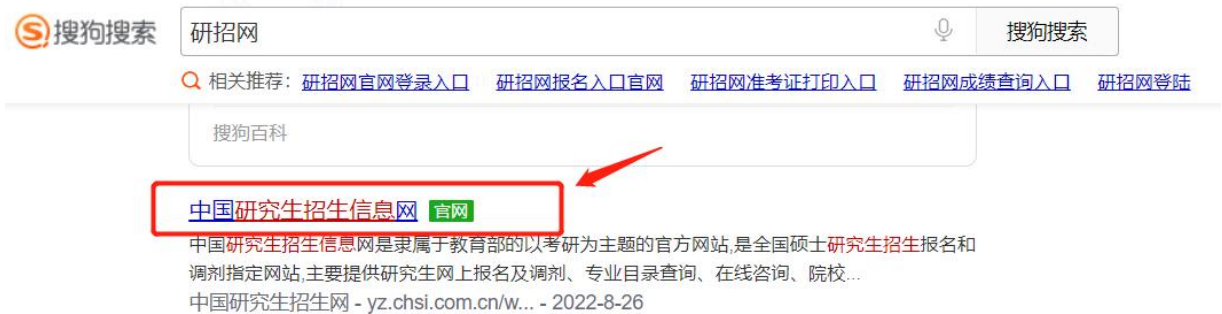 搜狗搜索 研招网 搜狗搜索
相关推荐: 研招网官网登录入口 研招网报名入口官网 研招网准考证打印入口 研招网成绩查询入口 研招网登陆
搜狗百科
中国研究生招生信息网 官网
中国研究生招生信息网是隶属于教育部的以考研为主题的官方网站,是全国硕士研究生招生报名和
调剂指定网站,主要提供研究生网上报名及调剂、专业目录查询、在线咨询、院校...
中国研究生招生网 - yz.chsi.com.cn/w... - 2022-8-26